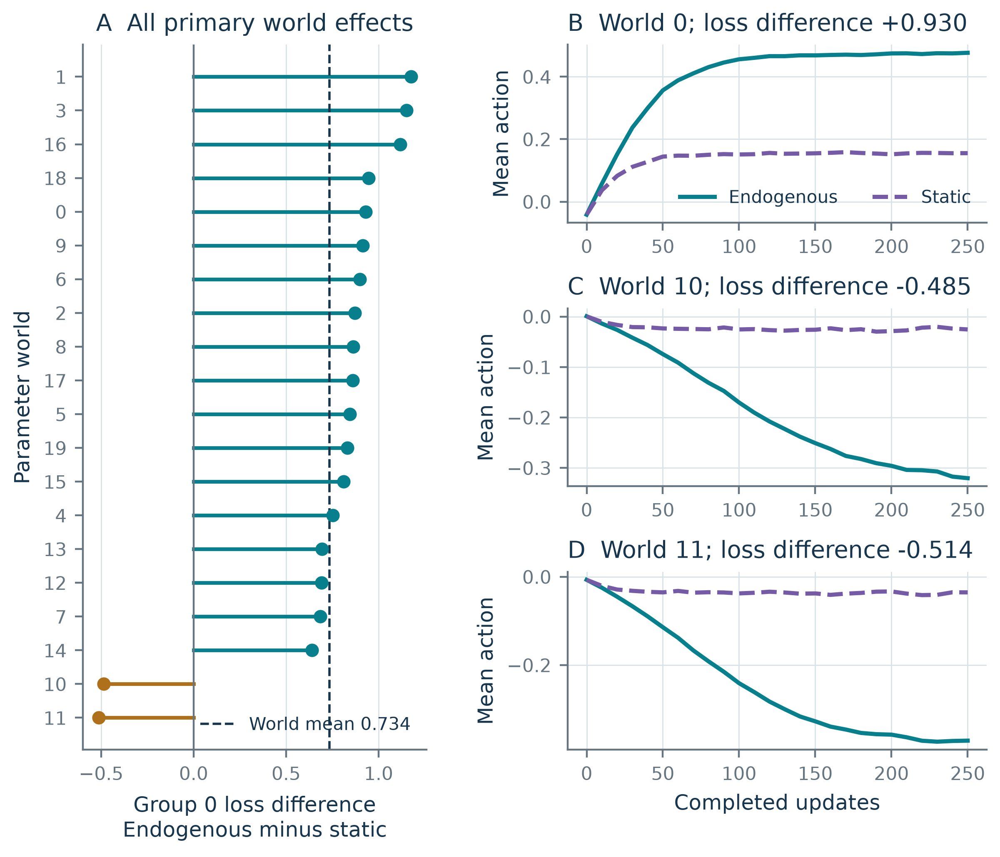 A  All primary world effects
Parameter world
1
3
16
18
0
9
6
2
8
17
5
19
15
4
13
12
7
14
10
11
World mean 0.734
−0.5 0.0 0.5 1.0
Group 0 loss difference
Endogenous minus static
B  World 0; loss difference +0.930
Mean action
0.4
0.2
0.0
Endogenous Static
0 50 100 150 200 250
C  World 10; loss difference -0.485
Mean action
0.0
−0.1
−0.2
−0.3
0 50 100 150 200 250
D  World 11; loss difference -0.514
Mean action
0.0
−0.2
0 50 100 150 200 250
Completed updates